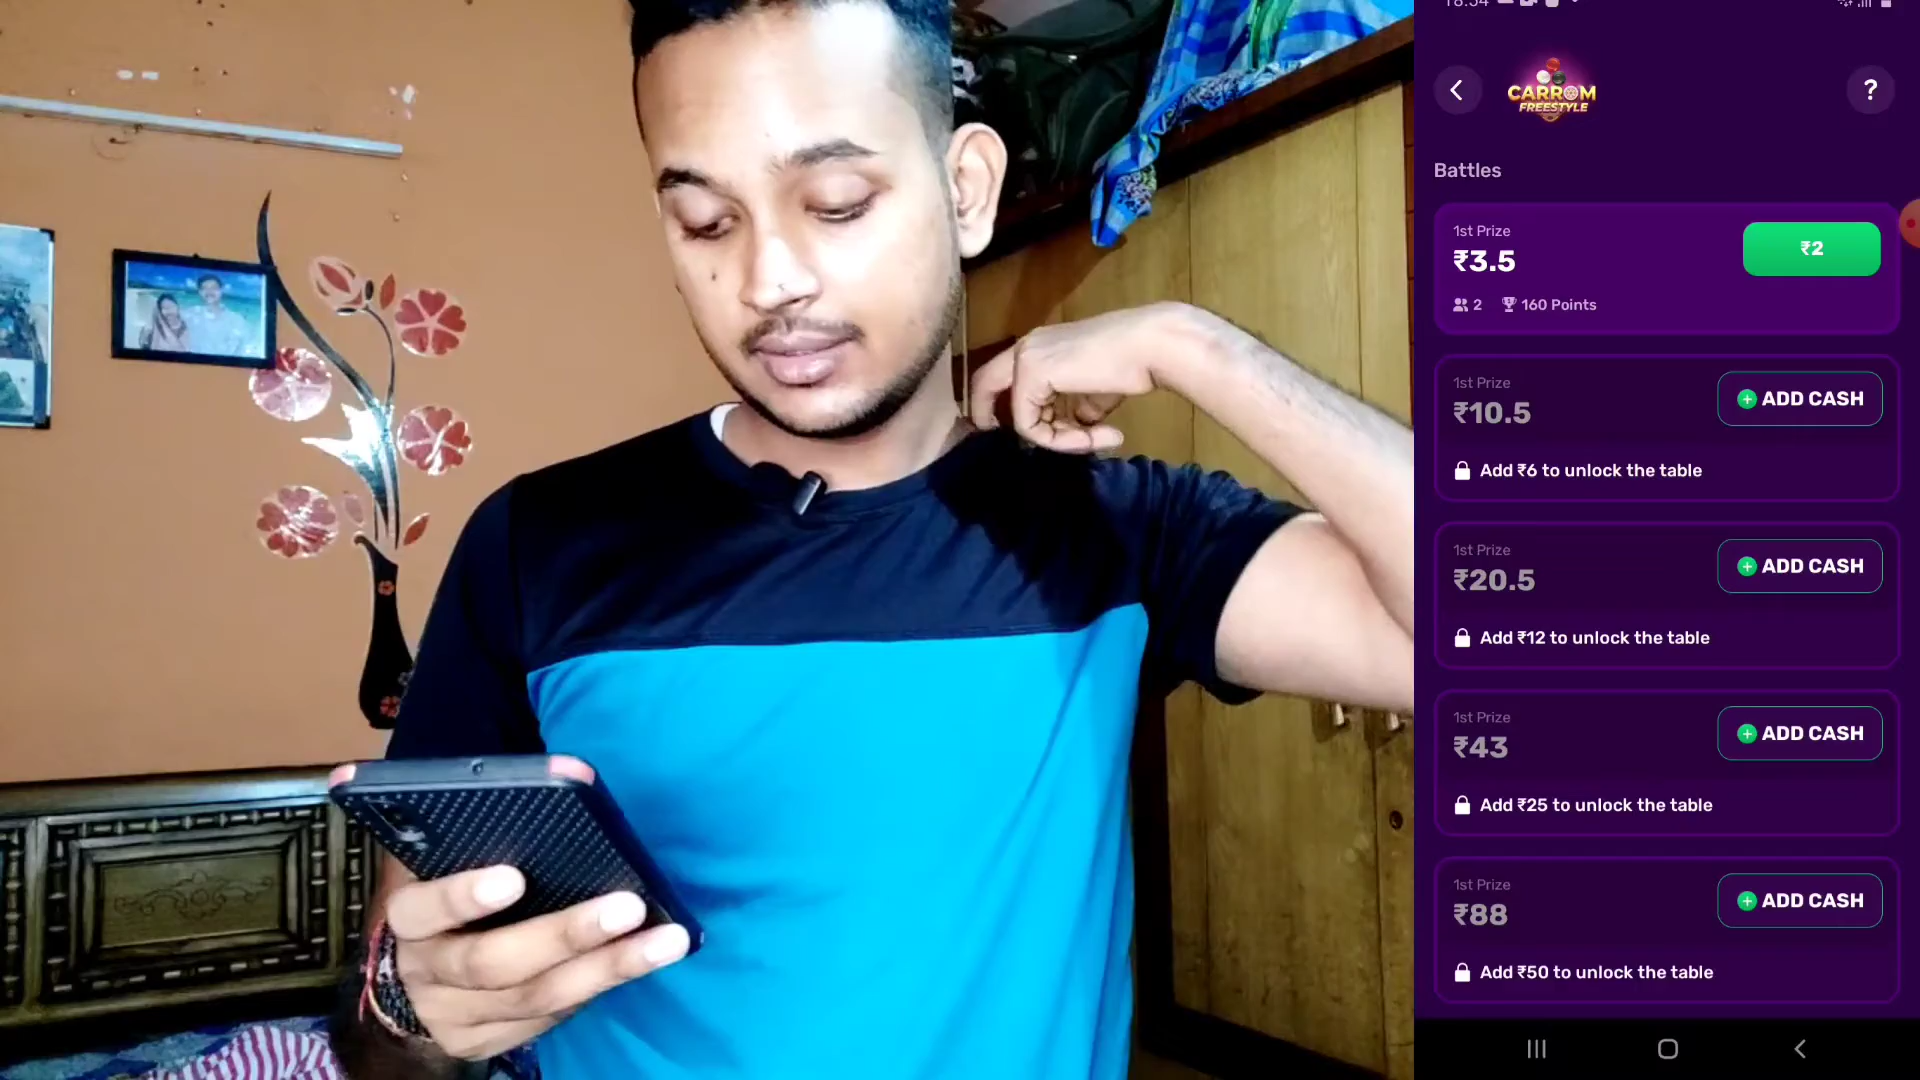 18:54
CARROM
FREESTYLE
?
Battles
1st Prize
₹3.5
₹2
2
160 Points
1st Prize
₹10.5
ADD CASH
Add ₹6 to unlock the table
1st Prize
₹20.5
ADD CASH
Add ₹12 to unlock the table
1st Prize
₹43
ADD CASH
Add ₹25 to unlock the table
1st Prize
₹88
ADD CASH
Add ₹50 to unlock the table